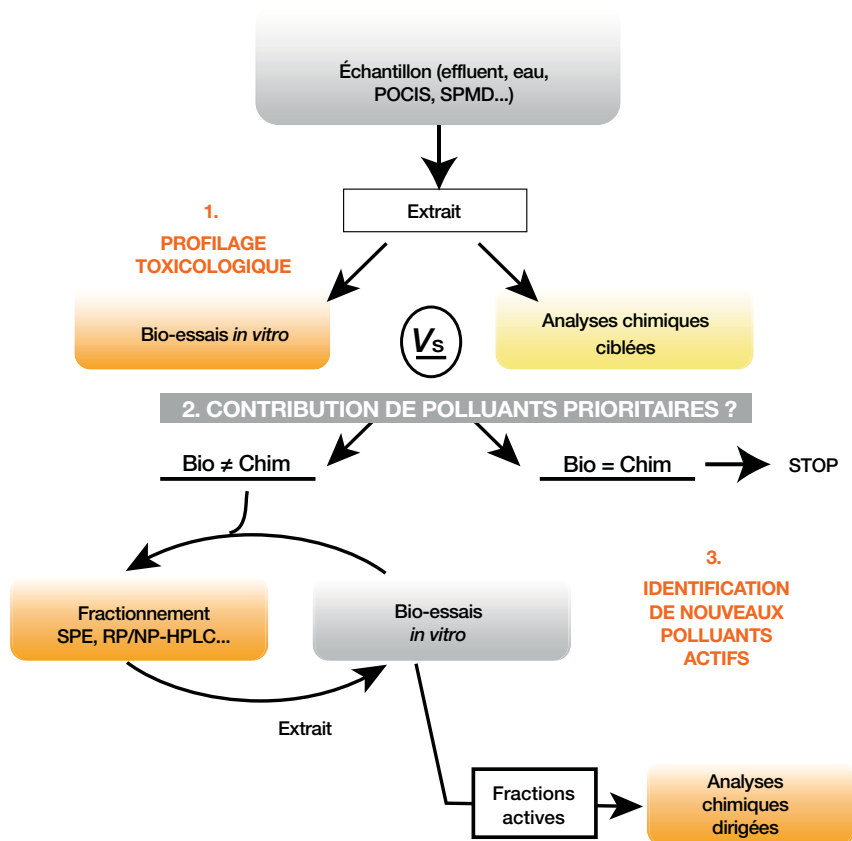 Échantillon (effluent, eau,
POCIS, SPMD...)
Extrait
1.
PROFILAGE
TOXICOLOGIQUE
Bio-essais in vitro
Vs
Analyses chimiques
ciblées
2. CONTRIBUTION DE POLLUANTS PRIORITAIRES ?
Bio ≠ Chim
Bio = Chim
STOP
3.
IDENTIFICATION
DE NOUVEAUX
POLLUANTS
ACTIFS
Fractionnement
SPE, RP/NP-HPLC...
Bio-essais
in vitro
Extrait
Fractions
actives
Analyses
chimiques
dirigées